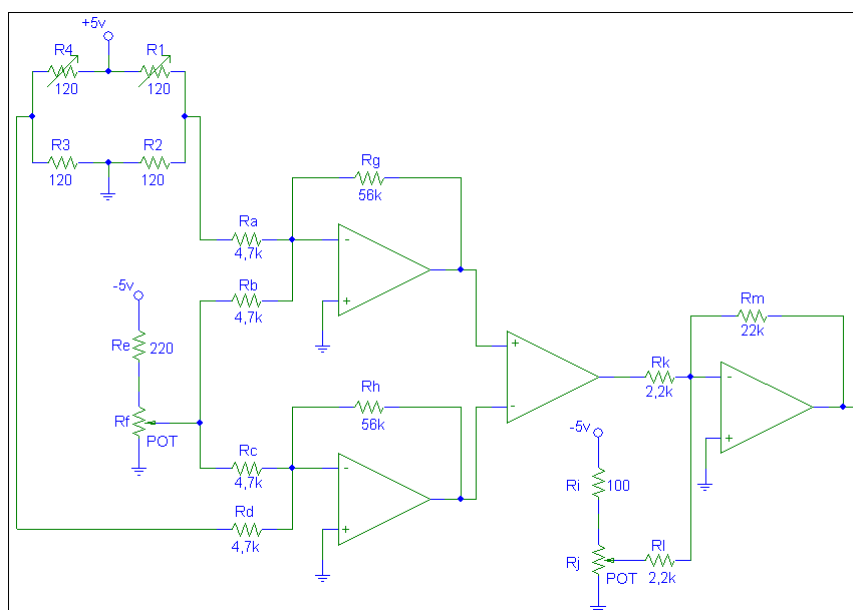 +5v
R4
R1
120
120
R3
R2
120
120
Rg
56k
Ra
4,7k
-
+
-5v
Rb
4,7k
Re
220
Rm
22k
+
-
Rk
2,2k
-
+
Rh
56k
Rf
POT
Rc
4,7k
-
+
-5v
Ri
100
Rd
4,7k
Rj
POT
Rl
2,2k